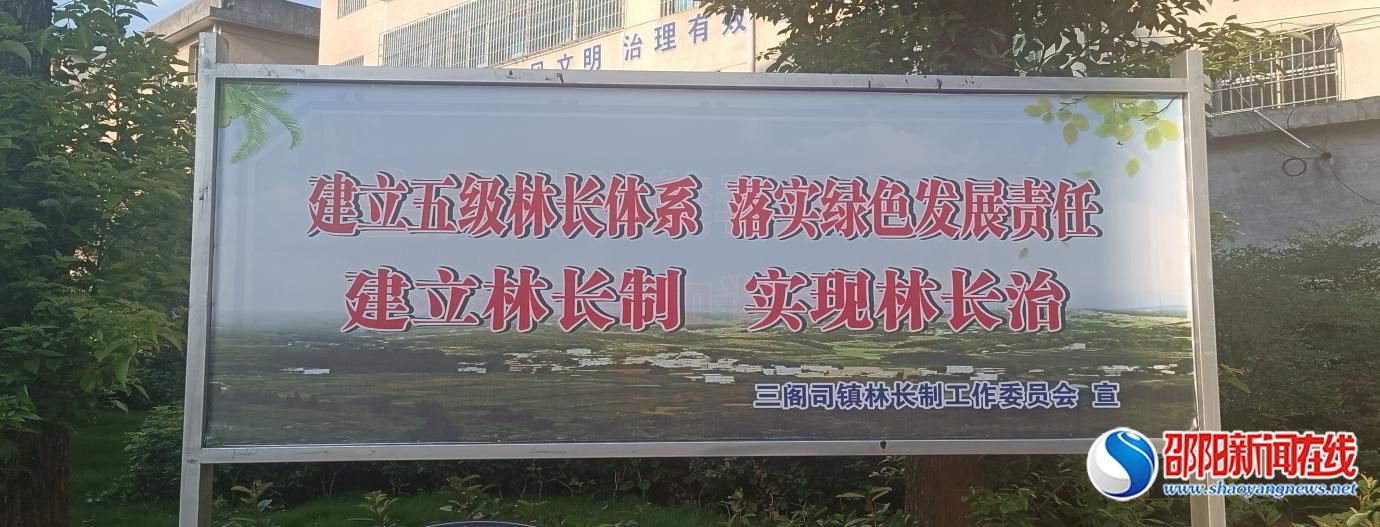 文明 治理有效
建立五级林长体系 落实绿色发展责任
建立林长制 实现林长治
三阁司镇林长制工作委员会 宣
邵阳新闻在线
www.shaoyangnews.net